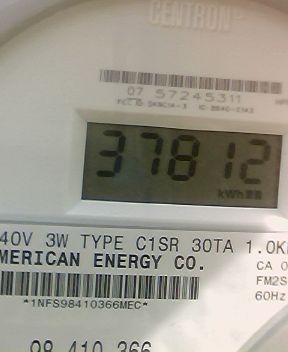 CENTRON
07 57245311
37812
kWh
40V 3W TYPE C1SR 30TA 1.0K
MERICAN ENERGY CO.
CA 0
FM2S
60Hz
*1NFS98410366MEC*
98 410 366